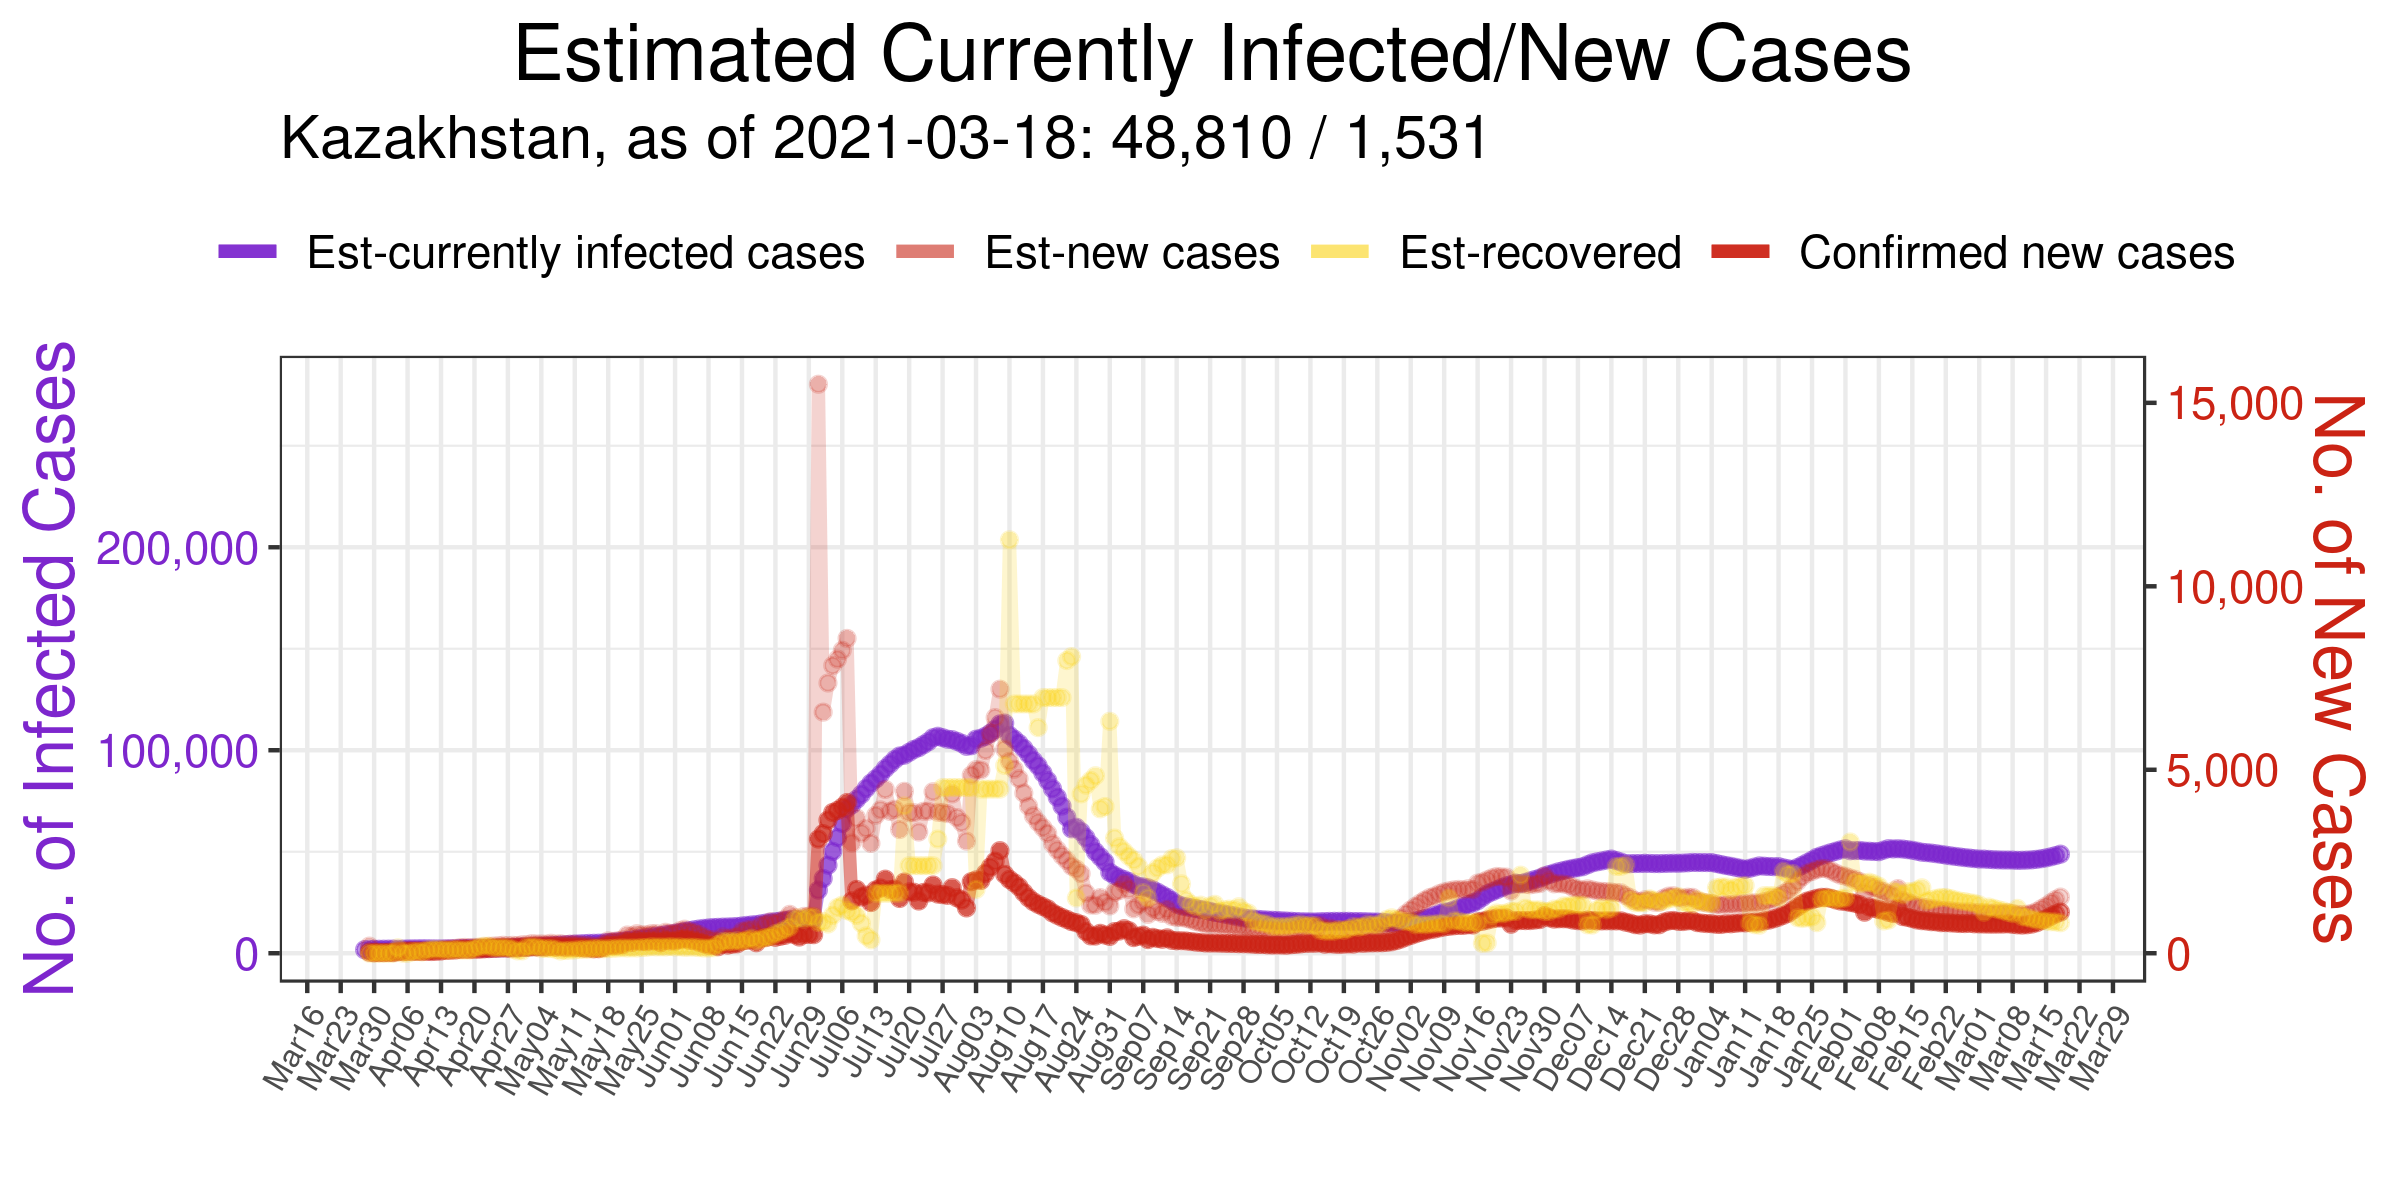 Estimated Currently Infected/New Cases
Kazakhstan, as of 2021-03-18: 48,810 / 1,531
Est-currently infected cases Est-new cases Est-recovered Confirmed new cases
No. of Infected Cases
200,000
100,000
0
15,000
10,000
5,000
0
No. of New Cases
Mar16 Mar23 Mar30 Apr06 Apr13 Apr20 Apr27 May04 May11 May18 May25 Jun01 Jun08 Jun15 Jun22 Jun29 Jul06 Jul13 Jul20 Jul27 Aug03 Aug10 Aug17 Aug24 Aug31 Sep07 Sep14 Sep21 Sep28 Oct05 Oct12 Oct19 Oct26 Nov02 Nov09 Nov16 Nov23 Nov30 Dec07 Dec14 Dec21 Dec28 Jan04 Jan11 Jan18 Jan25 Feb01 Feb08 Feb15 Feb22 Mar01 Mar08 Mar15 Mar22 Mar29